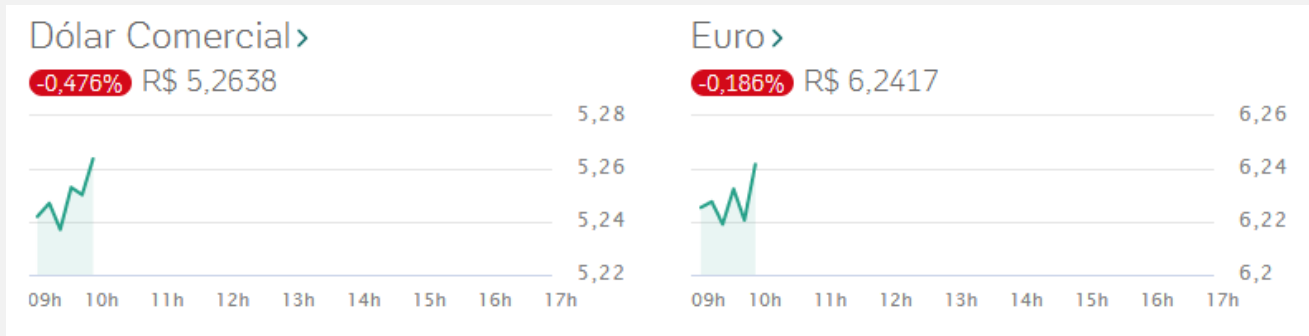 Dólar Comercial >
-0,476% R$ 5,2638
5,28
5,26
5,24
5,22
09h 10h 11h 12h 13h 14h 15h 16h 17h
Euro >
-0,186% R$ 6,2417
6,26
6,24
6,22
6,2
09h 10h 11h 12h 13h 14h 15h 16h 17h